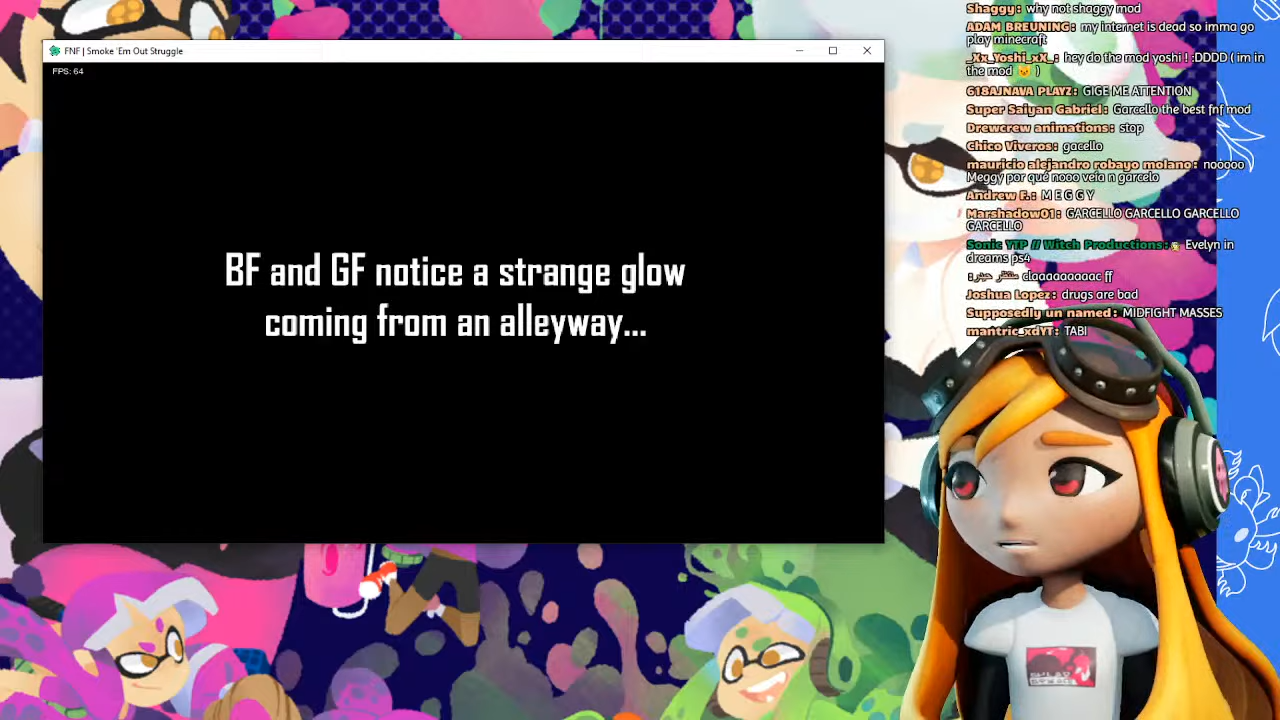 FNF | Smoke 'Em Out Struggle
FPS: 64
BF and GF notice a strange glow
coming from an alleyway...
Shaggy: why not shaggy mod
ADAM BREUNING: my internet is dead so imma go
play minecraft
_Xx_Yoshi_xX_: hey do the mod yoshi ! :DDDD ( im in
the mod 😺 )
618AJNAVA PLAYZ: GIGE ME ATTENTION
Super Saiyan Gabriel: Garcello the best fnf mod
Drewcrew animations: stop
Chico Viveros: gacello
mauricio alejandro robayo molano: nooooo
Meggy por qué nooo veía n garcelo
Andrew F.: M E G G Y
Marshadow01: GARCELLO GARCELLO GARCELLO
GARCELLO
Sonic YTP // Witch Productions: Evelyn in
dreams ps4
منتظر حيدر: claaaaaaaaac ff
Joshua Lopez: drugs are bad
Supposedly un named: MIDFIGHT MASSES
mantric_xdYT: TABI